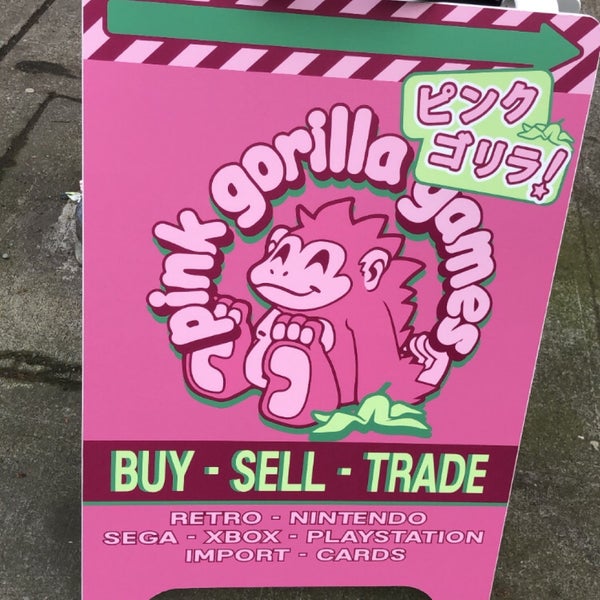 pink gorilla games
ピンク
ゴリラ!
BUY - SELL - TRADE
RETRO - NINTENDO
SEGA - XBOX - PLAYSTATION
IMPORT - CARDS